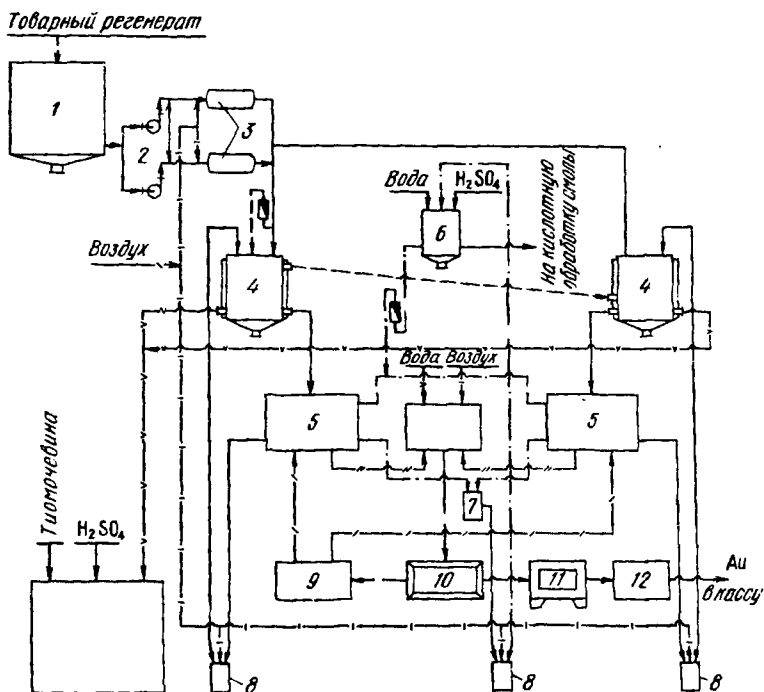 Товарный регенерат
1
2
3
Вода
H₂SO₄
6
На кислотную
обработку смолы
Воздух
4
4
Вода Воздух
5
5
7
Тиомочевина
H₂SO₄
9
10
11
12
Au
в кассу
8
8
8